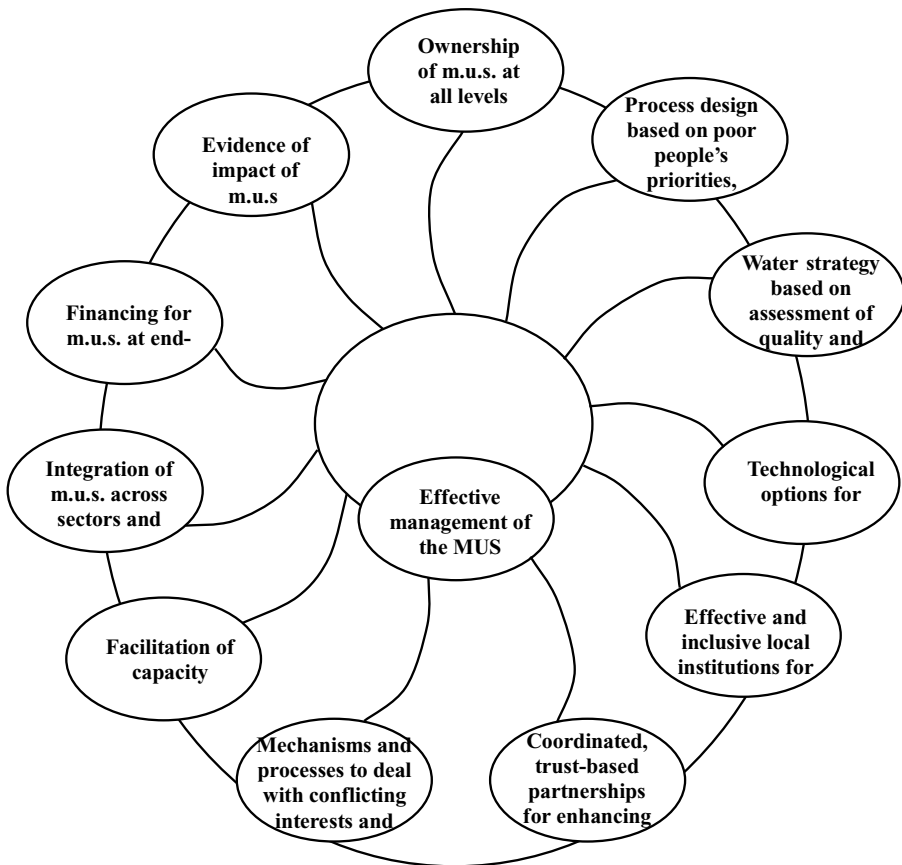 Ownership
of m.u.s. at
all levels
Process design
based on poor
people's
priorities,
Water strategy
based on
assessment of
quality and
Technological
options for
Effective and
inclusive local
institutions for
Coordinated,
trust-based
partnerships
for enhancing
Mechanisms and
processes to deal
with conflicting
interests and
Facilitation of
capacity
Integration of
m.u.s. across
sectors and
Financing for
m.u.s. at end-
Evidence of
impact of
m.u.s
Effective
management of
the MUS